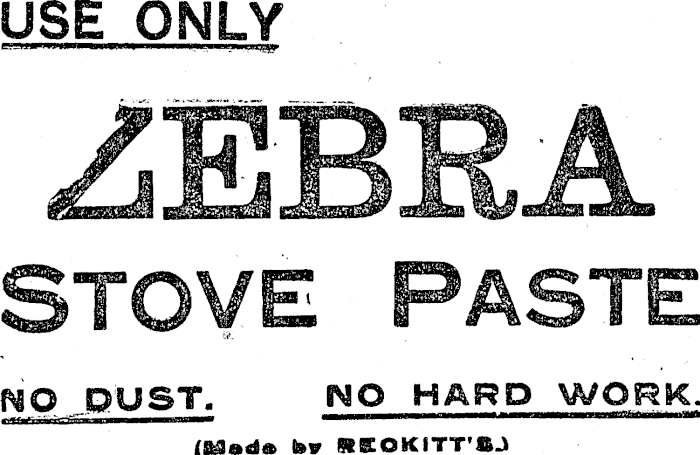 USE ONLY
ZEBRA
STOVE PASTE
NO DUST. NO HARD WORK.
(Made by RECKITT'S.)